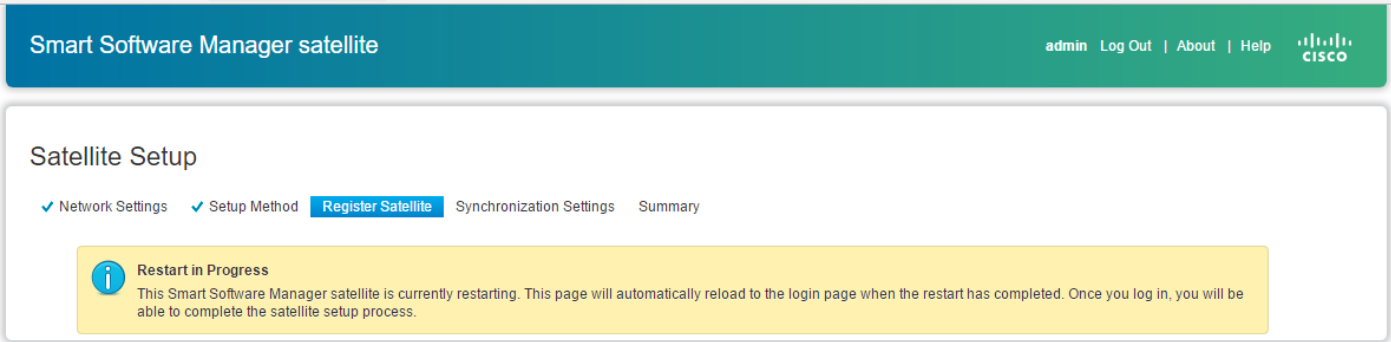 Smart Software Manager satellite
admin Log Out | About | Help
CISCO
Satellite Setup
Network Settings Setup Method Register Satellite Synchronization Settings Summary
Restart in Progress
This Smart Software Manager satellite is currently restarting. This page will automatically reload to the login page when the restart has completed. Once you log in, you will be
able to complete the satellite setup process.